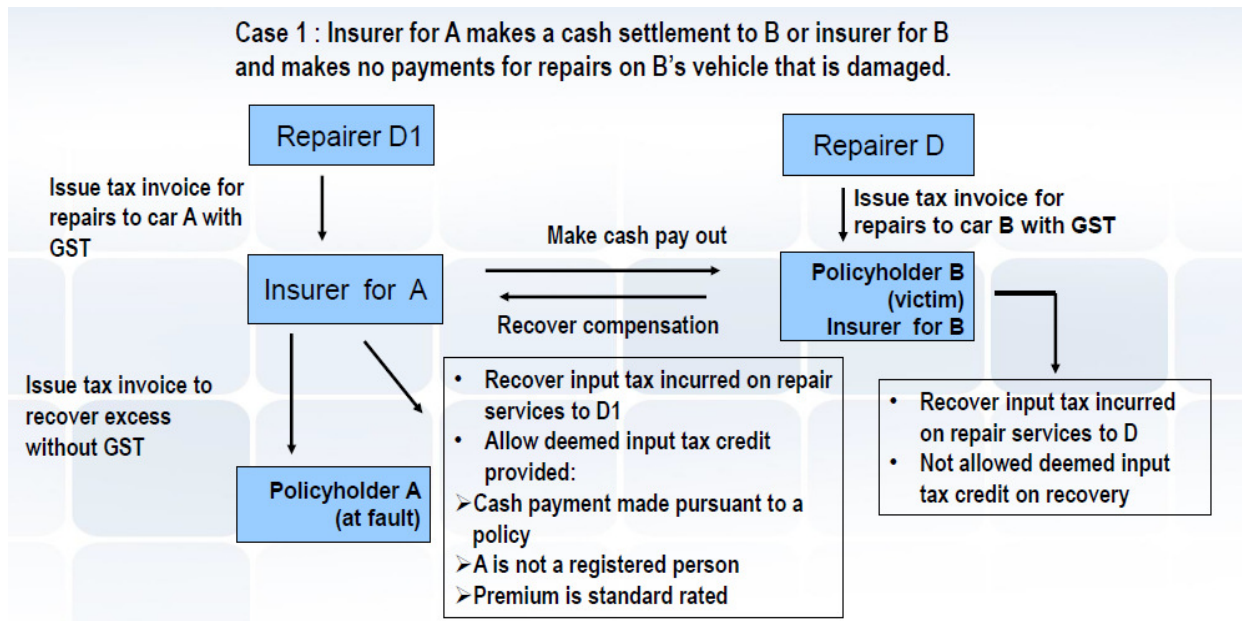 Case 1 : Insurer for A makes a cash settlement to B or insurer for B
and makes no payments for repairs on B's vehicle that is damaged.
Repairer D1
Repairer D
Issue tax invoice for
repairs to car A with
GST
Issue tax invoice for
repairs to car B with GST
Make cash pay out
Insurer for A
Policyholder B
(victim)
Insurer for B
Recover compensation
Issue tax invoice to
recover excess
without GST
• Recover input tax incurred on repair
services to D1
• Allow deemed input tax credit
provided:
➢Cash payment made pursuant to a
policy
➢A is not a registered person
➢Premium is standard rated
• Recover input tax incurred
on repair services to D
• Not allowed deemed input
tax credit on recovery
Policyholder A
(at fault)